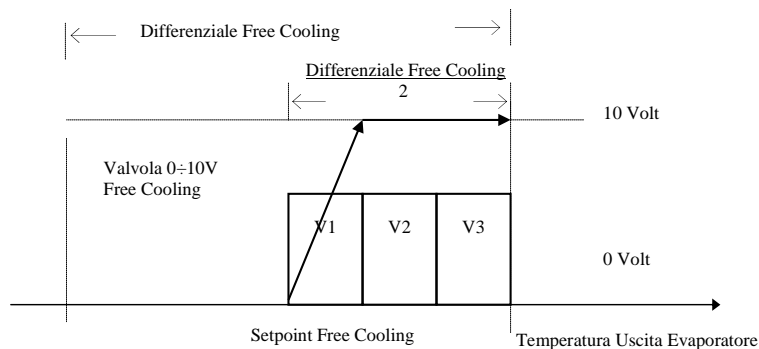 Differenziale Free Cooling
Differenziale Free Cooling
2
10 Volt
Valvola 0÷10V
Free Cooling
V1 V2 V3
0 Volt
Setpoint Free Cooling
Temperatura Uscita Evaporatore